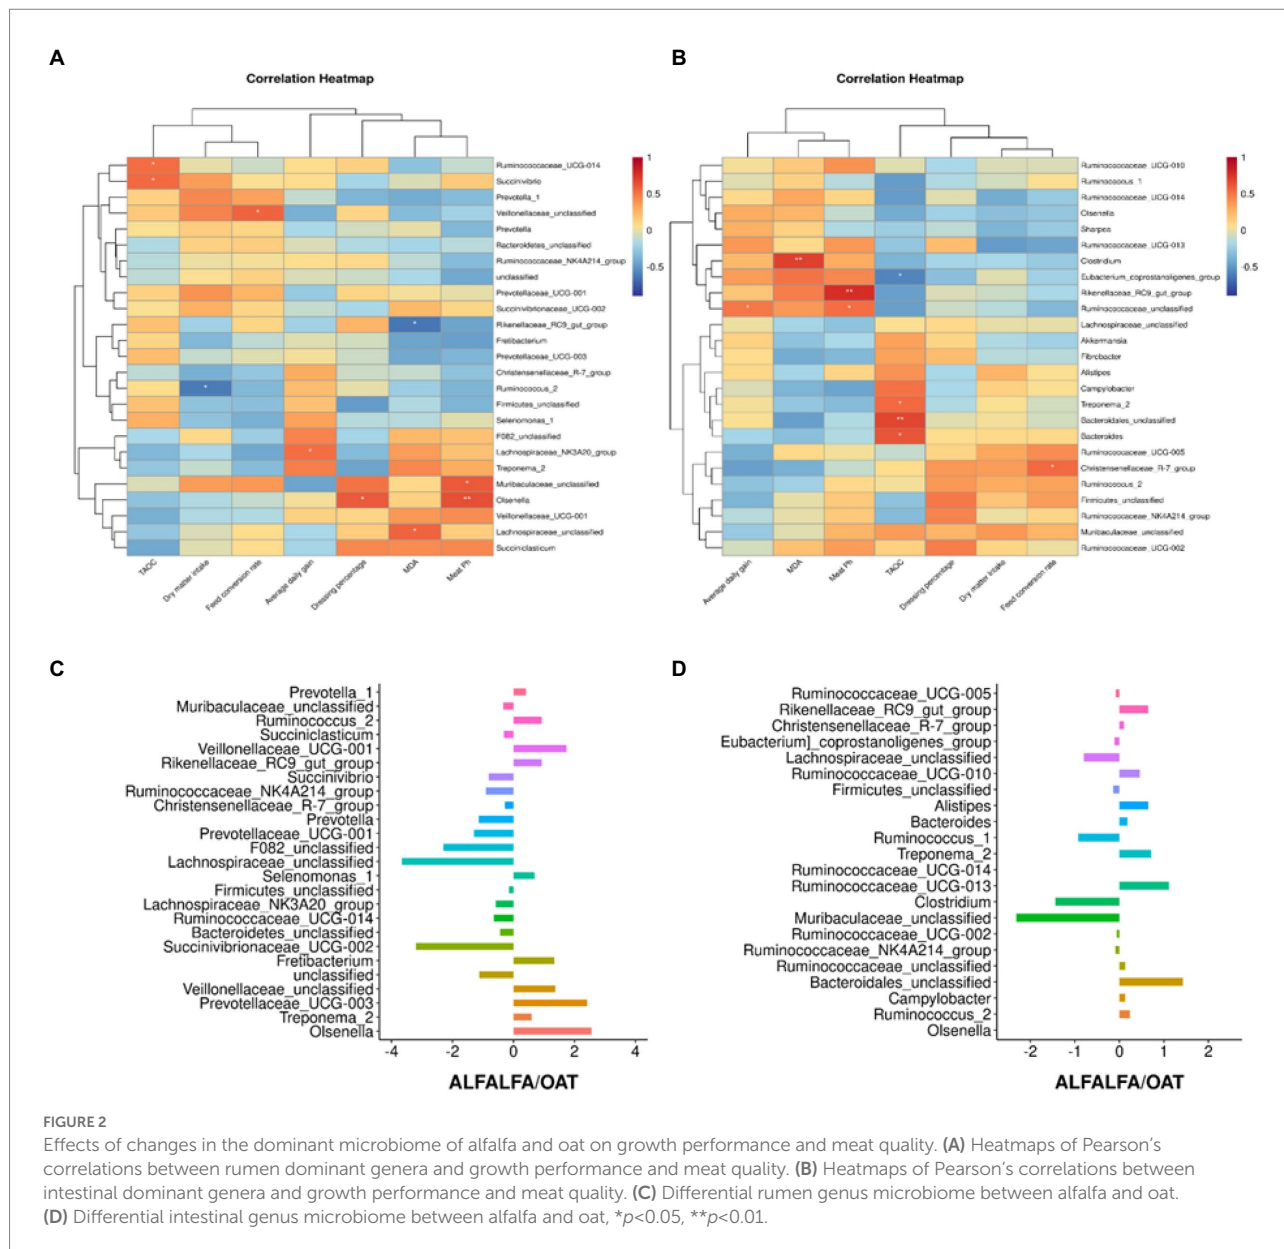 A
Correlation Heatmap
Ruminococcaceae_UCG-014
Succinivibrio
Prevotella_1
Veillonellaceae_unclassified
Prevotella
Bacteroidetes_unclassified
Ruminococcaceae_NK4A214_group
unclassified
Prevotellaceae_UCG-001
Succinivibrionaceae_UCG-002
Rikenellaceae_RC9_gut_group
Fretibacterium
Prevotellaceae_UCG-003
Christensenellaceae_R-7_group
Ruminococcus_2
Firmicutes_unclassified
Selenomonas_1
F082_unclassified
Lachnospiraceae_NK3A20_group
Treponema_2
Muribaculaceae_unclassified
Olsenella
Veillonellaceae_UCG-001
Lachnospiraceae_unclassified
Succiniclasticum
1
0.5
0
-0.5
TAOC
Dry matter intake
Feed conversion rate
Average daily gain
Dressing percentage
MDA
Meat Ph
B
Correlation Heatmap
Ruminococcaceae_UCG-010
Ruminococcus_1
Ruminococcaceae_UCG-014
Olsenella
Sharpea
Ruminococcaceae_UCG-013
Clostridium
Eubacterium_coprostanoligenes_group
Rikenellaceae_RC9_gut_group
Ruminococcaceae_unclassified
Lachnospiraceae_unclassified
Akkermansia
Fibrobacter
Alistipes
Campylobacter
Treponema_2
Bacteroidales_unclassified
Bacteroides
Ruminococcaceae_UCG-005
Christensenellaceae_R-7_group
Ruminococcus_2
Firmicutes_unclassified
Ruminococcaceae_NK4A214_group
Muribaculaceae_unclassified
Ruminococcaceae_UCG-002
1
0.5
0
-0.5
Average daily gain
MDA
Meat Ph
TAOC
Dressing percentage
Dry matter Intake
Feed conversion rate
C
Prevotella_1
Muribaculaceae_unclassified
Ruminococcus_2
Succiniclasticum
Veillonellaceae_UCG-001
Rikenellaceae_RC9_gut_group
Succinivibrio
Ruminococcaceae_NK4A214_group
Christensenellaceae_R-7_group
Prevotella
Prevotellaceae_UCG-001
F082_unclassified
Lachnospiraceae_unclassified
Selenomonas_1
Firmicutes_unclassified
Lachnospiraceae_NK3A20_group
Ruminococcaceae_UCG-014
Bacteroidetes_unclassified
Succinivibrionaceae_UCG-002
Fretibacterium
unclassified
Veillonellaceae_unclassified
Prevotellaceae_UCG-003
Treponema_2
Olsenella
-4 -2 0 2 4
ALFALFA/OAT
D
Ruminococcaceae_UCG-005
Rikenellaceae_RC9_gut_group
Christensenellaceae_R-7_group
Eubacterium]_coprostanoligenes_group
Lachnospiraceae_unclassified
Ruminococcaceae_UCG-010
Firmicutes_unclassified
Alistipes
Bacteroides
Ruminococcus_1
Treponema_2
Ruminococcaceae_UCG-014
Ruminococcaceae_UCG-013
Clostridium
Muribaculaceae_unclassified
Ruminococcaceae_UCG-002
Ruminococcaceae_NK4A214_group
Ruminococcaceae_unclassified
Bacteroidales_unclassified
Campylobacter
Ruminococcus_2
Olsenella
-2 -1 0 1 2
ALFALFA/OAT
FIGURE 2
Effects of changes in the dominant microbiome of alfalfa and oat on growth performance and meat quality. (A) Heatmaps of Pearson's
correlations between rumen dominant genera and growth performance and meat quality. (B) Heatmaps of Pearson's correlations between
intestinal dominant genera and growth performance and meat quality. (C) Differential rumen genus microbiome between alfalfa and oat.
(D) Differential intestinal genus microbiome between alfalfa and oat, *p<0.05, **p<0.01.